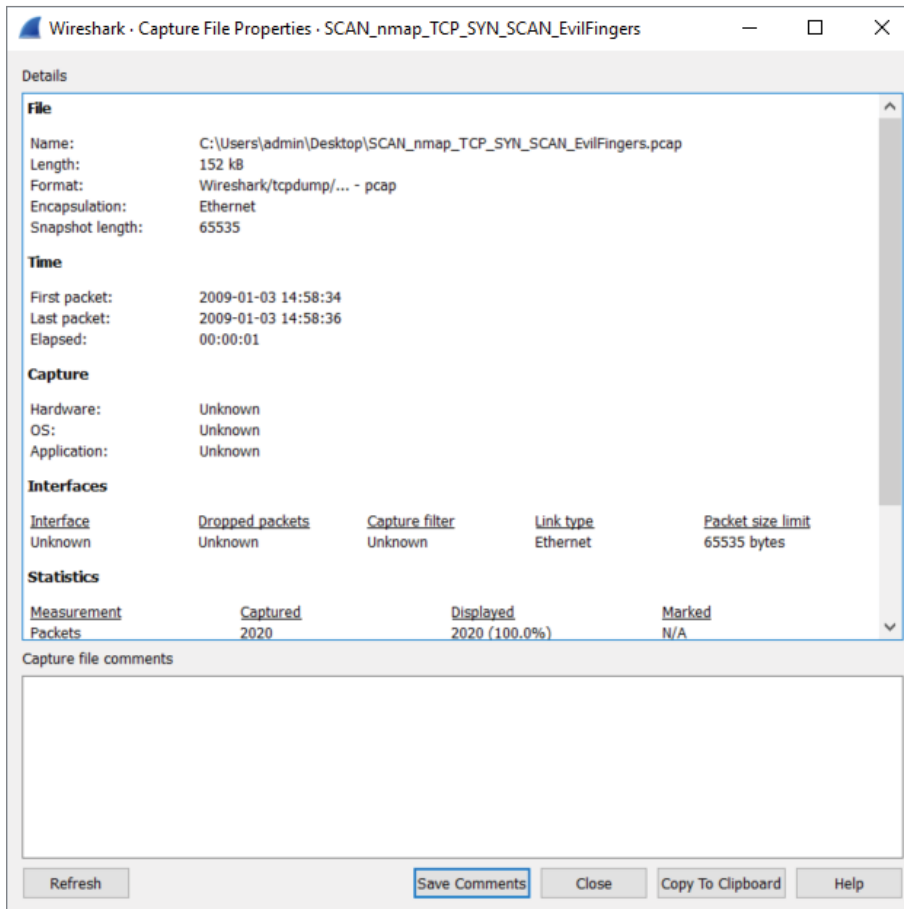 Wireshark · Capture File Properties · SCAN_nmap_TCP_SYN_SCAN_EvilFingers
Details
File
Name: C:\Users\admin\Desktop\SCAN_nmap_TCP_SYN_SCAN_EvilFingers.pcap
Length: 152 kB
Format: Wireshark/tcpdump/... - pcap
Encapsulation: Ethernet
Snapshot length: 65535
Time
First packet: 2009-01-03 14:58:34
Last packet: 2009-01-03 14:58:36
Elapsed: 00:00:01
Capture
Hardware: Unknown
OS: Unknown
Application: Unknown
Interfaces
Interface Dropped packets Capture filter Link type Packet size limit
Unknown Unknown Unknown Ethernet 65535 bytes
Statistics
Measurement Captured Displayed Marked
Packets 2020 2020 (100.0%) N/A
Capture file comments
Refresh Save Comments Close Copy To Clipboard Help